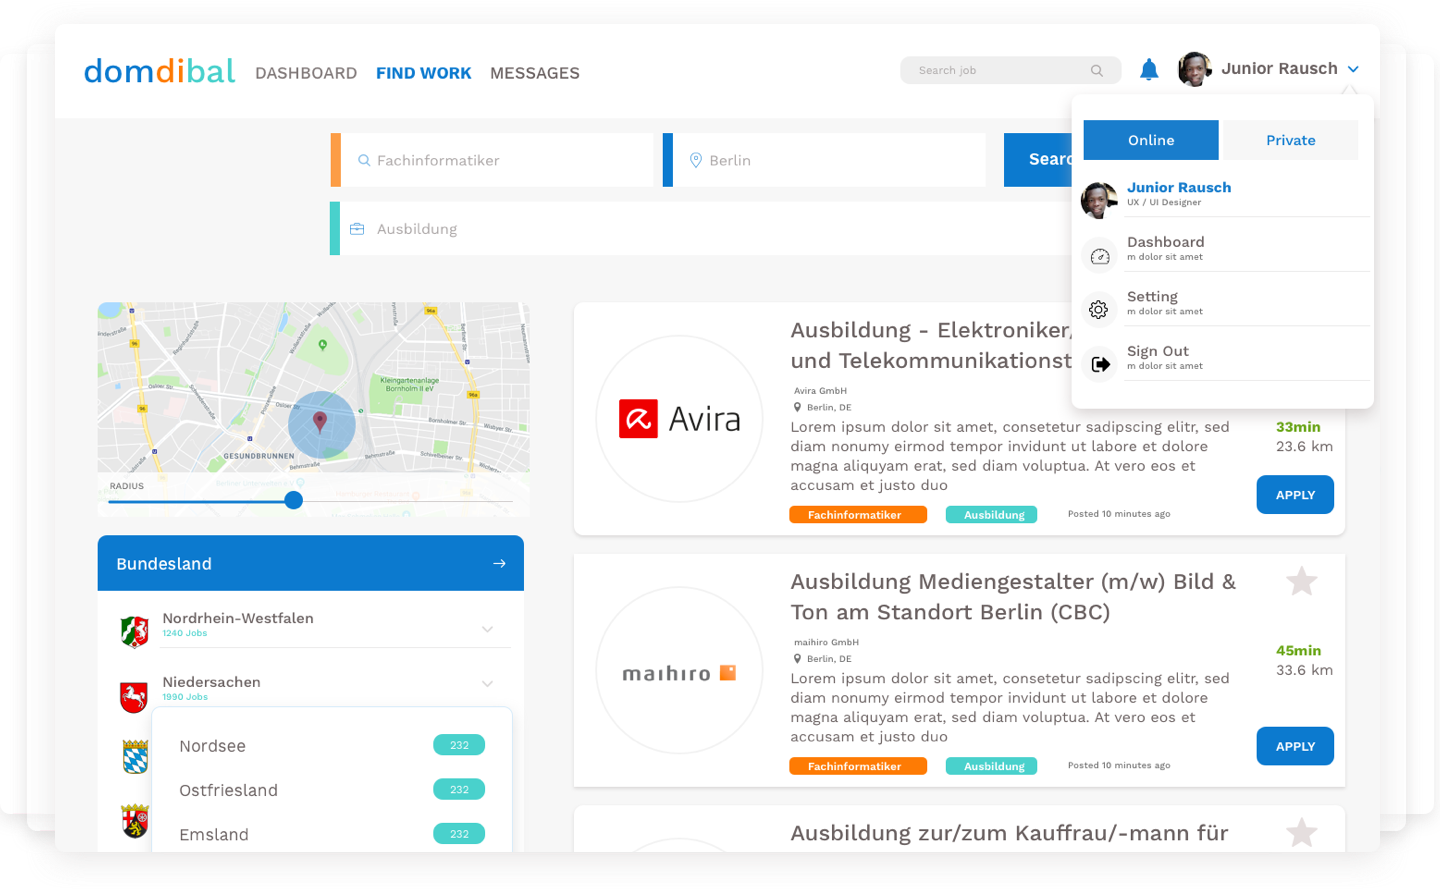 domdibal
DASHBOARD
FIND WORK
MESSAGES
Search job
Junior Rausch
Online
Private
Junior Rausch
UX / UI Designer
Dashboard
m dolor sit amet
Setting
m dolor sit amet
Sign Out
m dolor sit amet
Fachinformatiker
Berlin
Ausbildung
Kleingartenanlage
Bornholm II eV
GESUNDBRUNNEN
RADIUS
Bundesland
Nordrhein-Westfalen
1240 Jobs
Niedersachen
1990 Jobs
Nordsee
232
Ostfriesland
232
Emsland
232
Avira
Ausbildung - Elektroniker/
und Telekommunikationst
Avira GmbH
Berlin, DE
Lorem ipsum dolor sit amet, consetetur sadipscing elitr, sed
diam nonumy eirmod tempor invidunt ut labore et dolore
magna aliquyam erat, sed diam voluptua. At vero eos et
accusam et justo duo
Fachinformatiker
Ausbildung
Posted 10 minutes ago
33min
23.6 km
APPLY
maihiro
Ausbildung Mediengestalter (m/w) Bild &
Ton am Standort Berlin (CBC)
maihiro GmbH
Berlin, DE
Lorem ipsum dolor sit amet, consetetur sadipscing elitr, sed
diam nonumy eirmod tempor invidunt ut labore et dolore
magna aliquyam erat, sed diam voluptua. At vero eos et
accusam et justo duo
Fachinformatiker
Ausbildung
Posted 10 minutes ago
45min
33.6 km
APPLY
Ausbildung zur/zum Kauffrau/-mann für